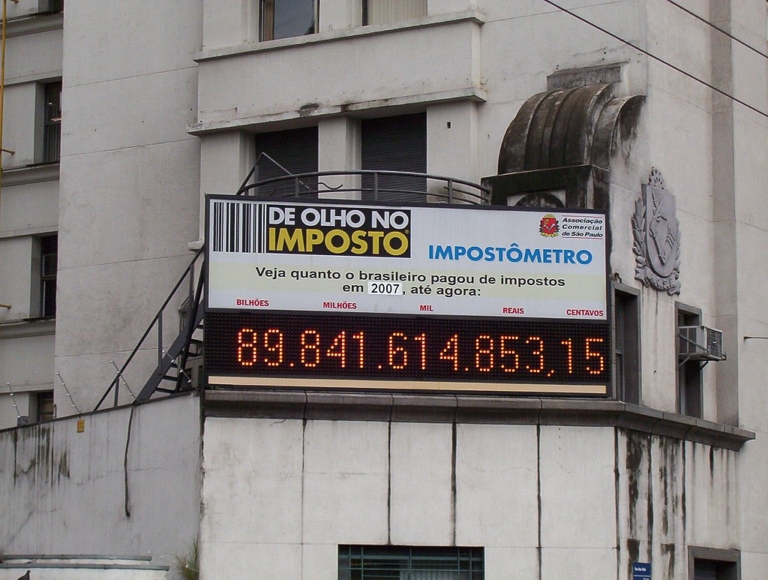 DE OLHO NO
IMPOSTO
Associação
Comercial
de São Paulo
IMPOSTÔMETRO
Veja quanto o brasileiro pagou de impostos
em 2007, até agora:
BILHÕES MILHÕES MIL REAIS CENTAVOS
89.841.614.853,15